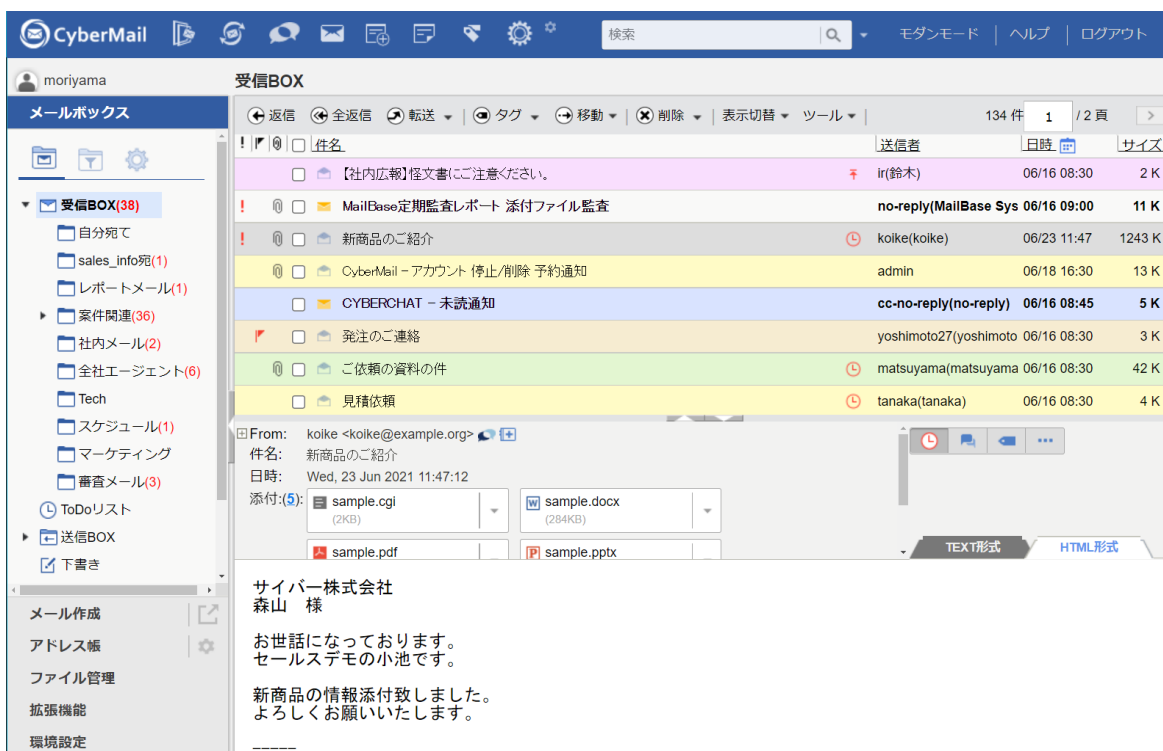 CyberMail 検索 モダンモード | ヘルプ | ログアウト
moriyama 受信BOX
メールボックス
返信 全返信 転送 タグ 移動 削除 表示切替 ツール 134 件 1 / 2 頁
! 件名 送信者 日時 サイズ
【社内広報】怪文書にご注意ください。 ir(鈴木) 06/16 08:30 2 K
! MailBase定期監査レポート 添付ファイル監査 no-reply(MailBase Sys 06/16 09:00 11 K
! 新商品のご紹介 koike(koike) 06/23 11:47 1243 K
CyberMail - アカウント 停止/削除 予約通知 admin 06/18 16:30 13 K
CYBERCHAT - 未読通知 cc-no-reply(no-reply) 06/16 08:45 5 K
発注のご連絡 yoshimoto27(yoshimoto 06/16 08:30 3 K
ご依頼の資料の件 matsuyama(matsuyama 06/16 08:30 42 K
見積依頼 tanaka(tanaka) 06/16 08:30 4 K
受信BOX(38)
自分宛て
sales_info宛(1)
レポートメール(1)
案件関連(36)
社内メール(2)
全社エージェント(6)
Tech
スケジュール(1)
マーケティング
審査メール(3)
ToDoリスト
送信BOX
下書き
メール作成
アドレス帳
ファイル管理
拡張機能
環境設定
From: koike <koike@example.org>
件名: 新商品のご紹介
日時: Wed, 23 Jun 2021 11:47:12
添付:(5): sample.cgi sample.docx
(2KB) (284KB)
sample.pdf sample.pptx
TEXT形式 HTML形式
サイバー株式会社
森山 様
お世話になっております。
セールスデモの小池です。
新商品の情報添付致しました。
よろしくお願いいたします。
-----